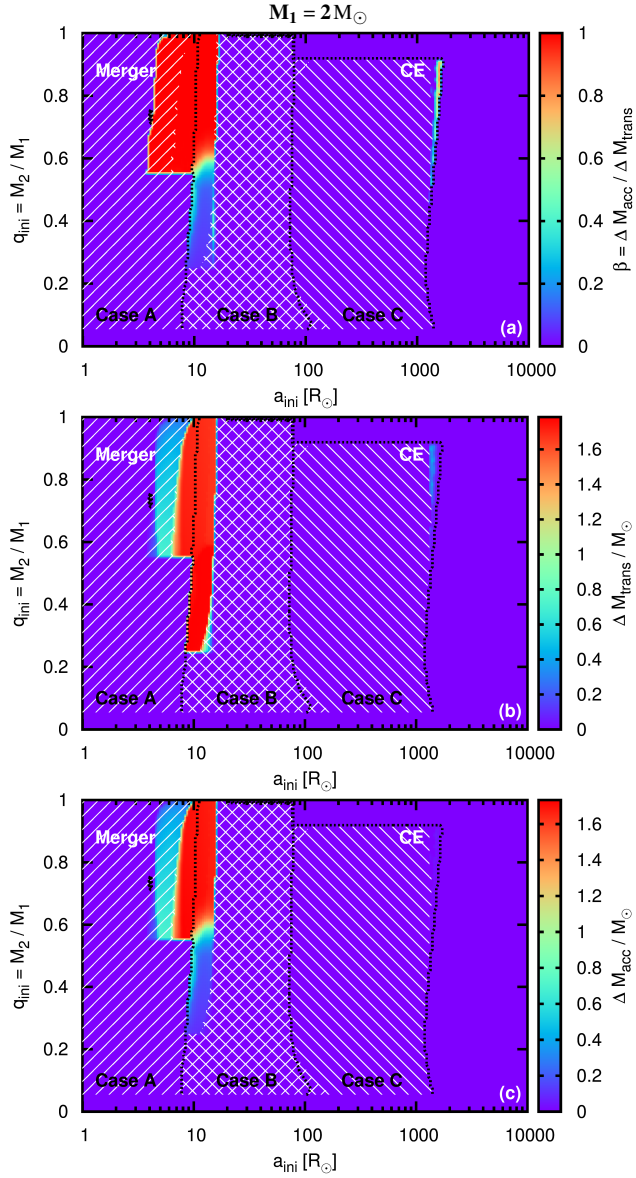 M₁ = 2 M☉
1
0.8
0.6
0.4
0.2
0
q_ini = M₂ / M₁
Merger
CE
Case A
Case B
Case C
(a)
1
10
100
1000
10000
a_ini [R☉]
1
0.8
0.6
0.4
0.2
0
β = Δ M_acc / Δ M_trans
1
0.8
0.6
0.4
0.2
0
q_ini = M₂ / M₁
Merger
CE
Case A
Case B
Case C
(b)
1
10
100
1000
10000
a_ini [R☉]
1.6
1.4
1.2
1
0.8
0.6
0.4
0.2
0
Δ M_trans / M☉
1
0.8
0.6
0.4
0.2
0
q_ini = M₂ / M₁
Merger
CE
Case A
Case B
Case C
(c)
1
10
100
1000
10000
a_ini [R☉]
1.6
1.4
1.2
1
0.8
0.6
0.4
0.2
0
Δ M_acc / M☉